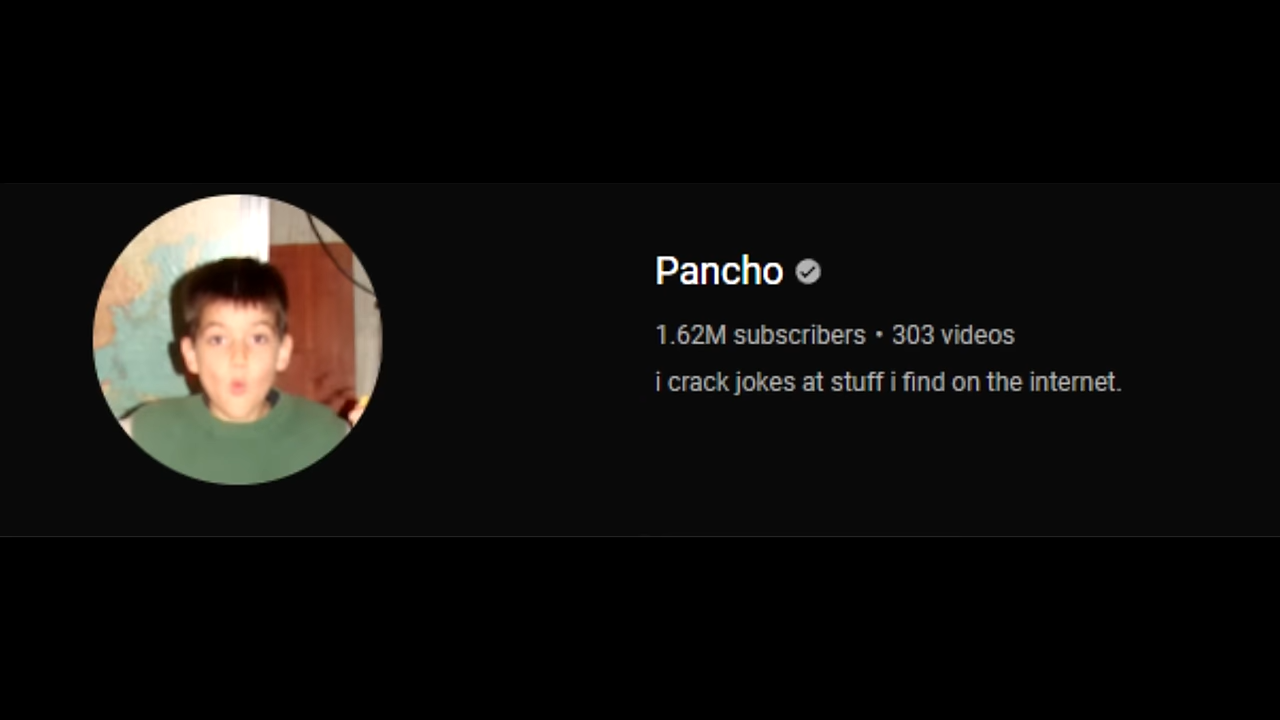 Pancho
1.62M subscribers • 303 videos
i crack jokes at stuff i find on the internet.